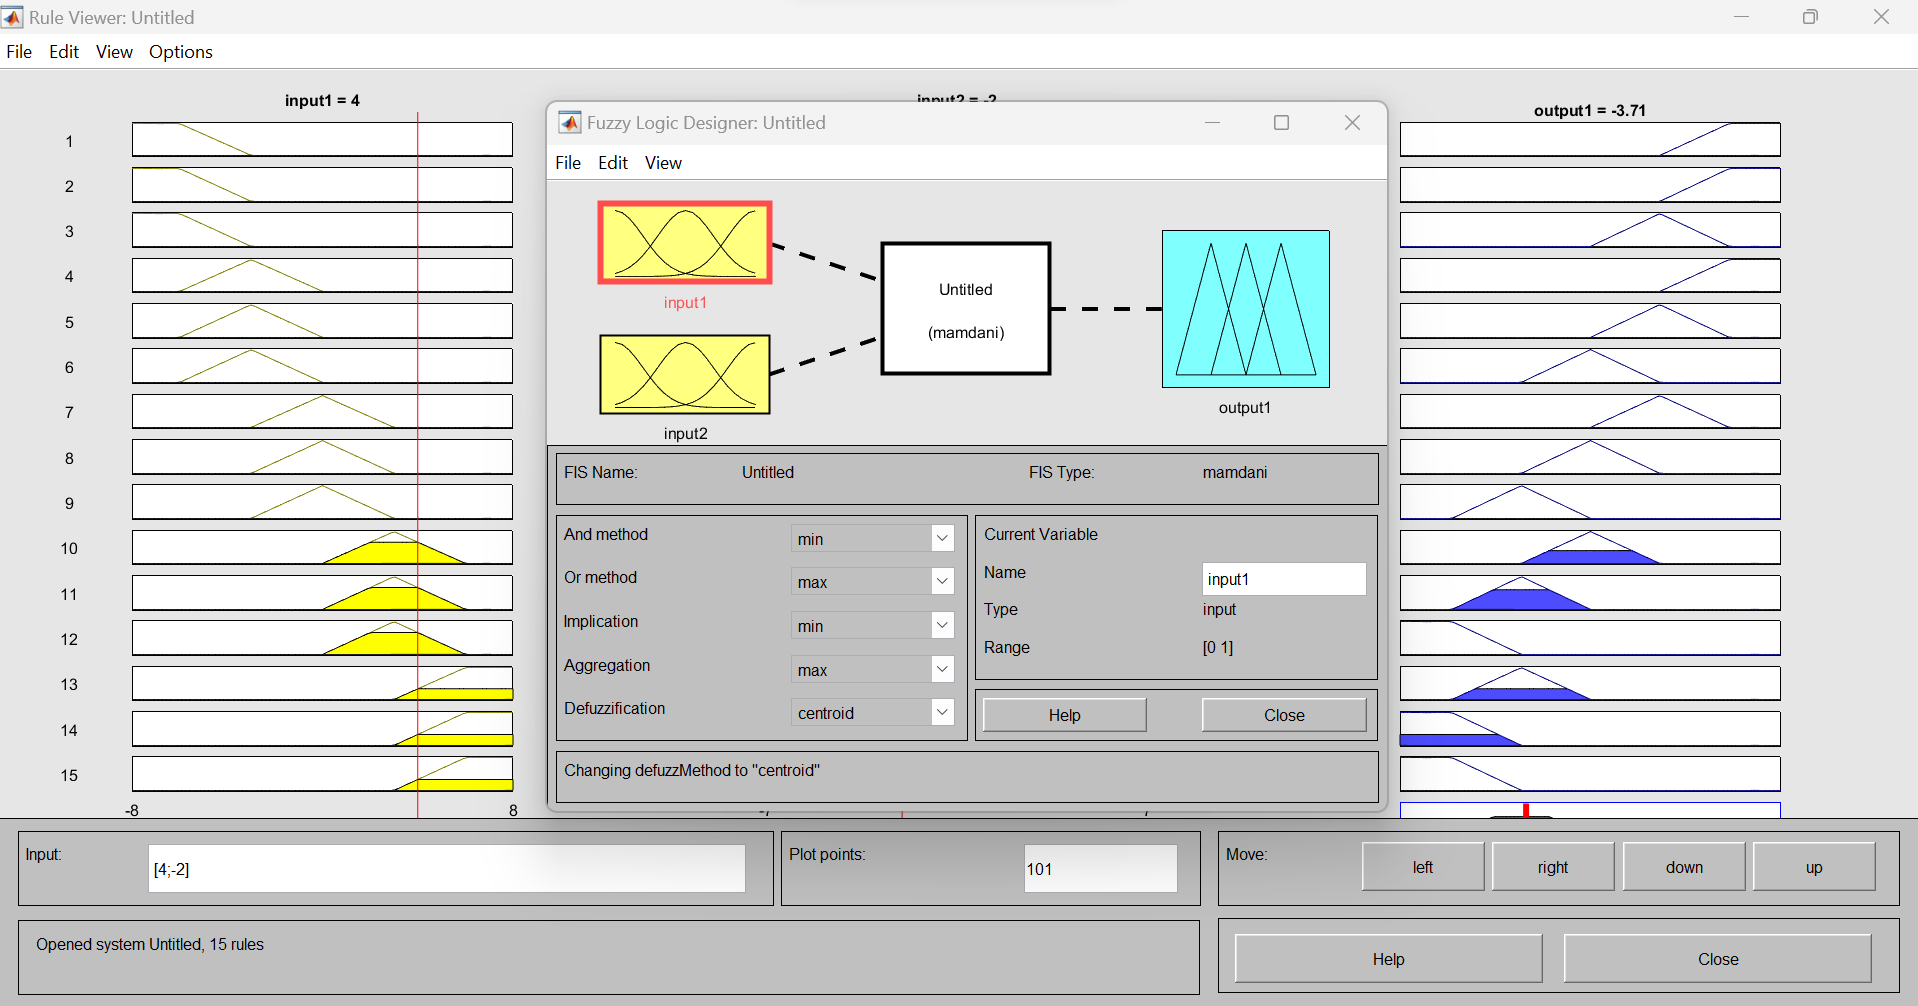 Rule Viewer: Untitled
File Edit View Options
input1 = 4
input2 = -2
output1 = -3.71
1
2
3
4
5
6
7
8
9
10
11
12
13
14
15
-8
8
Fuzzy Logic Designer: Untitled
File Edit View
input1
input2
Untitled
(mamdani)
output1
FIS Name: Untitled FIS Type: mamdani
And method min
Or method max
Implication min
Aggregation max
Defuzzification centroid
Current Variable
Name input1
Type input
Range [0 1]
Help Close
Changing defuzzMethod to "centroid"
Input: [4;-2]
Plot points: 101
Move: left right down up
Opened system Untitled, 15 rules
Help Close